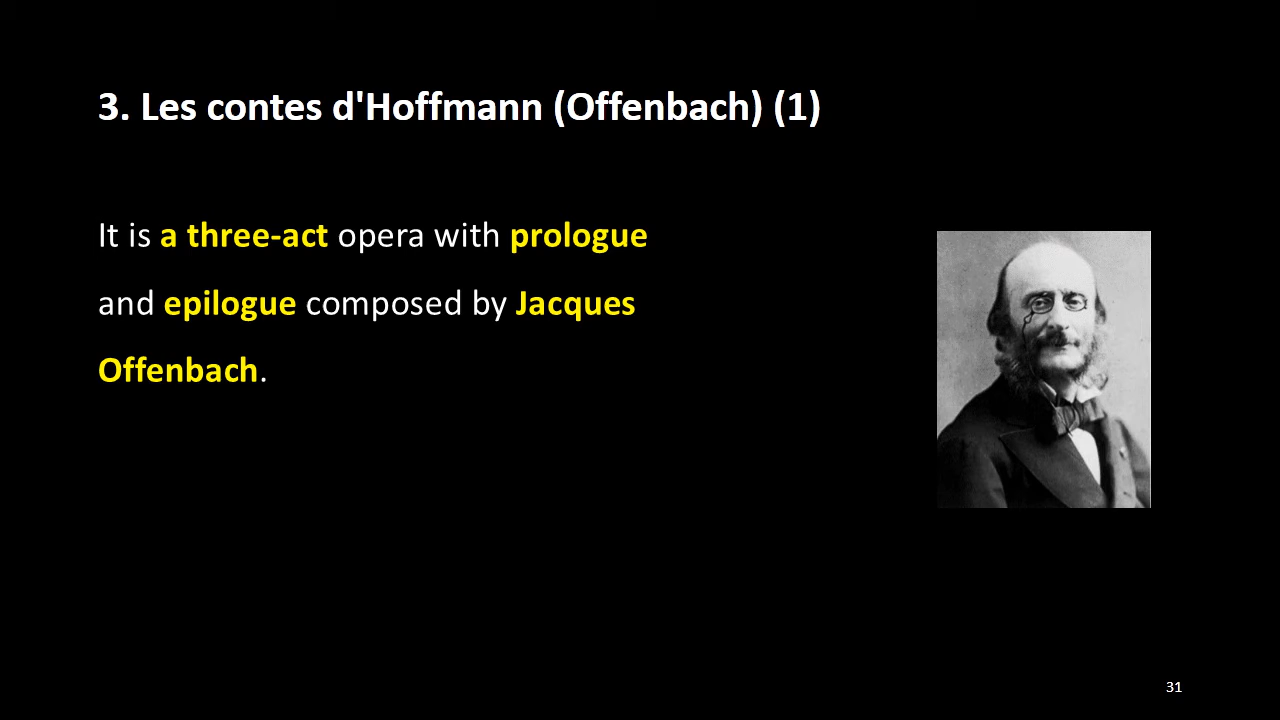 3. Les contes d'Hoffmann (Offenbach) (1)
It is a three-act opera with prologue
and epilogue composed by Jacques
Offenbach.
31